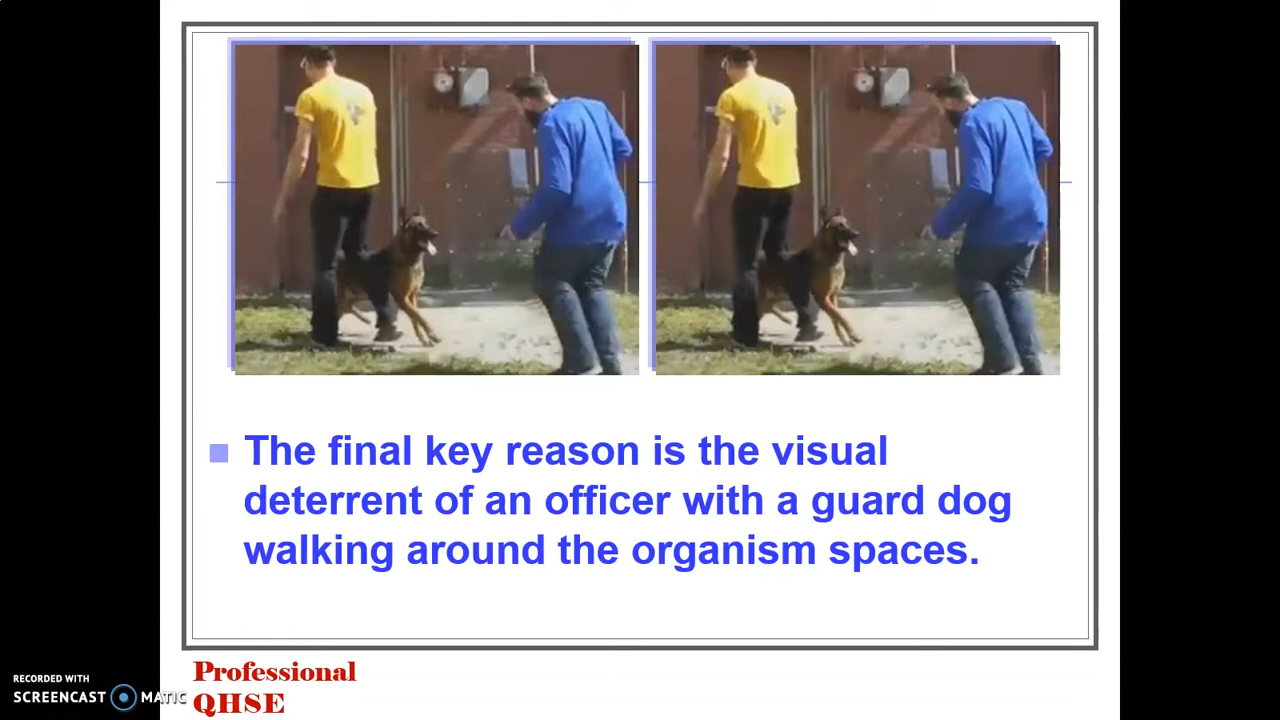 The final key reason is the visual
deterrent of an officer with a guard dog
walking around the organism spaces.
Professional
QHSE
RECORDED WITH
SCREENCAST MATIC